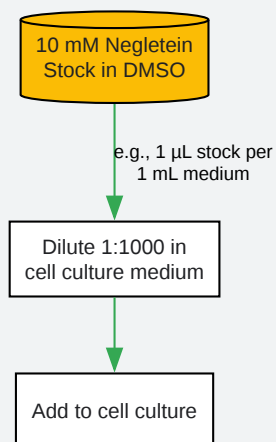 10 mM Negletein
Stock in DMSO
e.g., 1 µL stock per
1 mL medium
Dilute 1:1000 in
cell culture medium
Add to cell culture